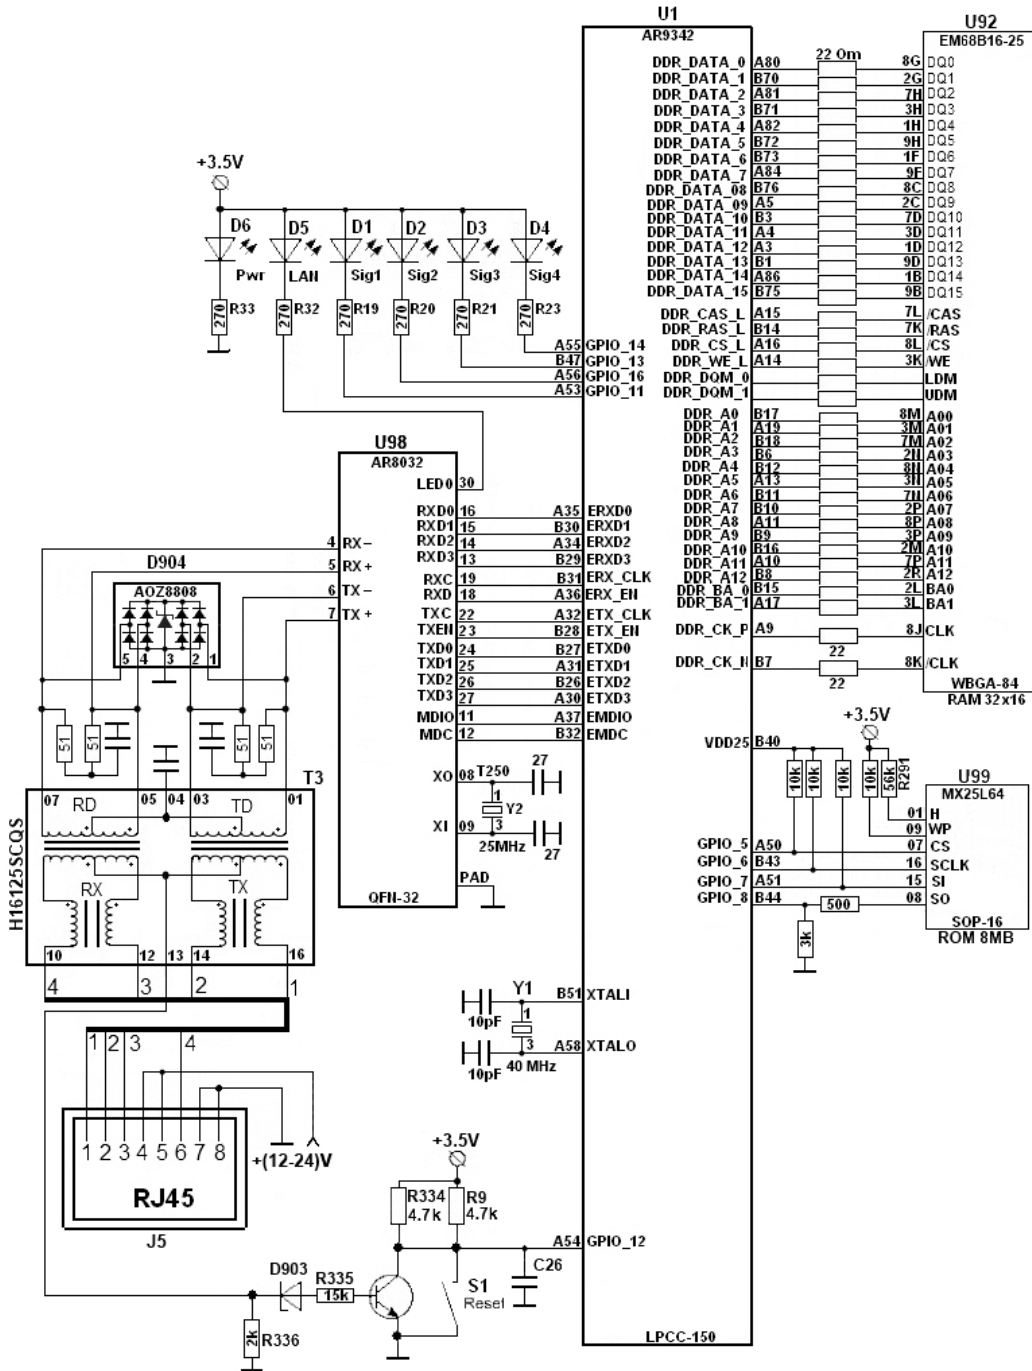 U1
AR9342
U92
EM68B16-25
22 Om
DDR_DATA_0 A80 8G DQ0
DDR_DATA_1 B70 2G DQ1
DDR_DATA_2 A81 7H DQ2
DDR_DATA_3 B71 3H DQ3
DDR_DATA_4 A82 1H DQ4
DDR_DATA_5 B72 9H DQ5
DDR_DATA_6 B73 1F DQ6
DDR_DATA_7 A84 9F DQ7
DDR_DATA_08 B76 8C DQ8
DDR_DATA_09 A5 2C DQ9
DDR_DATA_10 B3 7D DQ10
DDR_DATA_11 A4 3D DQ11
DDR_DATA_12 A3 1D DQ12
DDR_DATA_13 B1 9D DQ13
DDR_DATA_14 A86 1B DQ14
DDR_DATA_15 B75 9B DQ15
DDR_CAS_L A15 7L /CAS
DDR_RAS_L B14 7K /RAS
DDR_CS_L A16 8L /CS
DDR_WE_L A14 3K /WE
DDR_DQM_0 LDM
DDR_DQM_1 UDM
DDR_A0 B17 8M A00
DDR_A1 A19 3M A01
DDR_A2 B18 7M A02
DDR_A3 B6 2N A03
DDR_A4 B12 8N A04
DDR_A5 A13 3N A05
DDR_A6 B11 7N A06
DDR_A7 B10 2P A07
DDR_A8 A11 8P A08
DDR_A9 B9 3P A09
DDR_A10 B16 2M A10
DDR_A11 A10 7P A11
DDR_A12 B8 2R A12
DDR_BA_0 B15 2L BA0
DDR_BA_1 A17 3L BA1
DDR_CK_P A9 8J CLK
22
DDR_CK_N B7 8K /CLK
22
WBGA-84
RAM 32x16
+3.5V
D6 D5 D1 D2 D3 D4
Pwr LAN Sig1 Sig2 Sig3 Sig4
270 R33 270 R32 270 R19 270 R20 270 R21 270 R23
A55 GPIO_14
B47 GPIO_13
A56 GPIO_16
A53 GPIO_11
U98
AR8032
LED0 30
RXD0 16 A35 ERXD0
RXD1 15 B30 ERXD1
RXD2 14 A34 ERXD2
RXD3 13 B29 ERXD3
RXC 19 B31 ERX_CLK
RXD 18 A36 ERX_EN
TXC 22 A32 ETX_CLK
TXEN 23 B28 ETX_EN
TXD0 24 B27 ETXD0
TXD1 25 A31 ETXD1
TXD2 26 B26 ETXD2
TXD3 27 A30 ETXD3
MDIO 11 A37 EMDIO
MDC 12 B32 EMDC
4 RX-
5 RX+
6 TX-
7 TX+
XO 08 T250 27
1
Y2
3
XI 09 25MHz 27
PAD
QFN-32
D904
AOZ8808
5 4 3 2 1
51 51 51 51
T3
07 05 04 03 01
RD TD
H16125SCQS
RX TX
10 12 13 14 16
4 3 2 1
1 2 3 4
1 2 3 4 5 6 7 8
+(12-24)V
RJ45
J5
VDD25 B40
+3.5V
10k 10k 10k 10k 56k R291
U99
MX25L64
01 H
09 WP
GPIO_5 A50 07 CS
GPIO_6 B43 16 SCLK
GPIO_7 A51 15 SI
GPIO_8 B44 500 08 SO
3k
SOP-16
ROM 8MB
Y1
B51 XTALI
10pF
1
3
A58 XTALO
10pF
40 MHz
+3.5V
R334
4.7k
R9
4.7k
A54 GPIO_12
C26
S1
Reset
D903
R335
15k
2k R336
LPCC-150